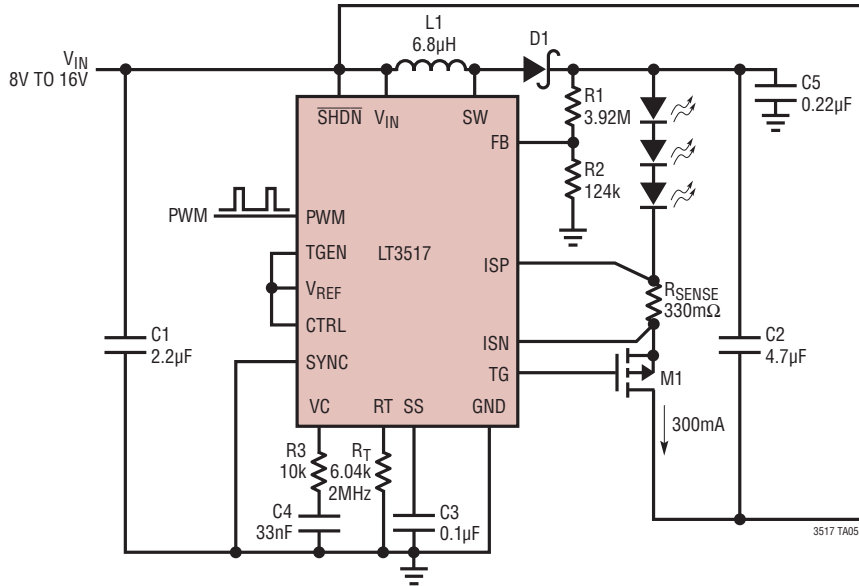 L1
6.8µH
D1
VIN
8V TO 16V
C5
0.22µF
R1
3.92M
SHDN VIN SW
FB
R2
124k
PWM
PWM
TGEN
LT3517
ISP
VREF
RSENSE
330mΩ
CTRL
C1
2.2µF
ISN
C2
4.7µF
SYNC
TG
M1
VC RT SS GND
300mA
R3
10k
RT
6.04k
2MHz
C4
33nF
C3
0.1µF
3517 TA05